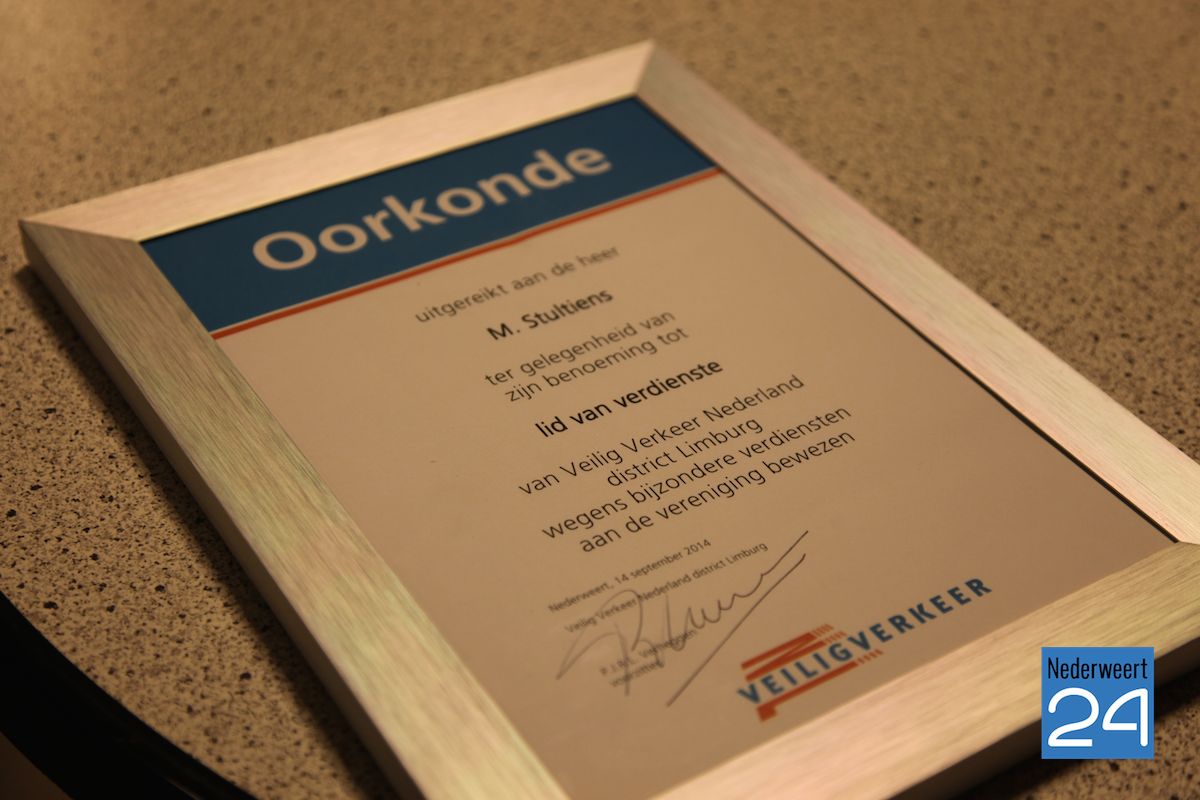 Oorkonde
uitgereikt aan de heer
M. Stultiens
ter gelegenheid van
zijn benoeming tot
lid van verdienste
van Veilig Verkeer Nederland
district Limburg
wegens bijzondere verdiensten
aan de vereniging bewezen
Nederweert, 14 september 2014
Veilig Verkeer Nederland district Limburg
voorzitter
VEILIGVERKEER
Nederweert
24